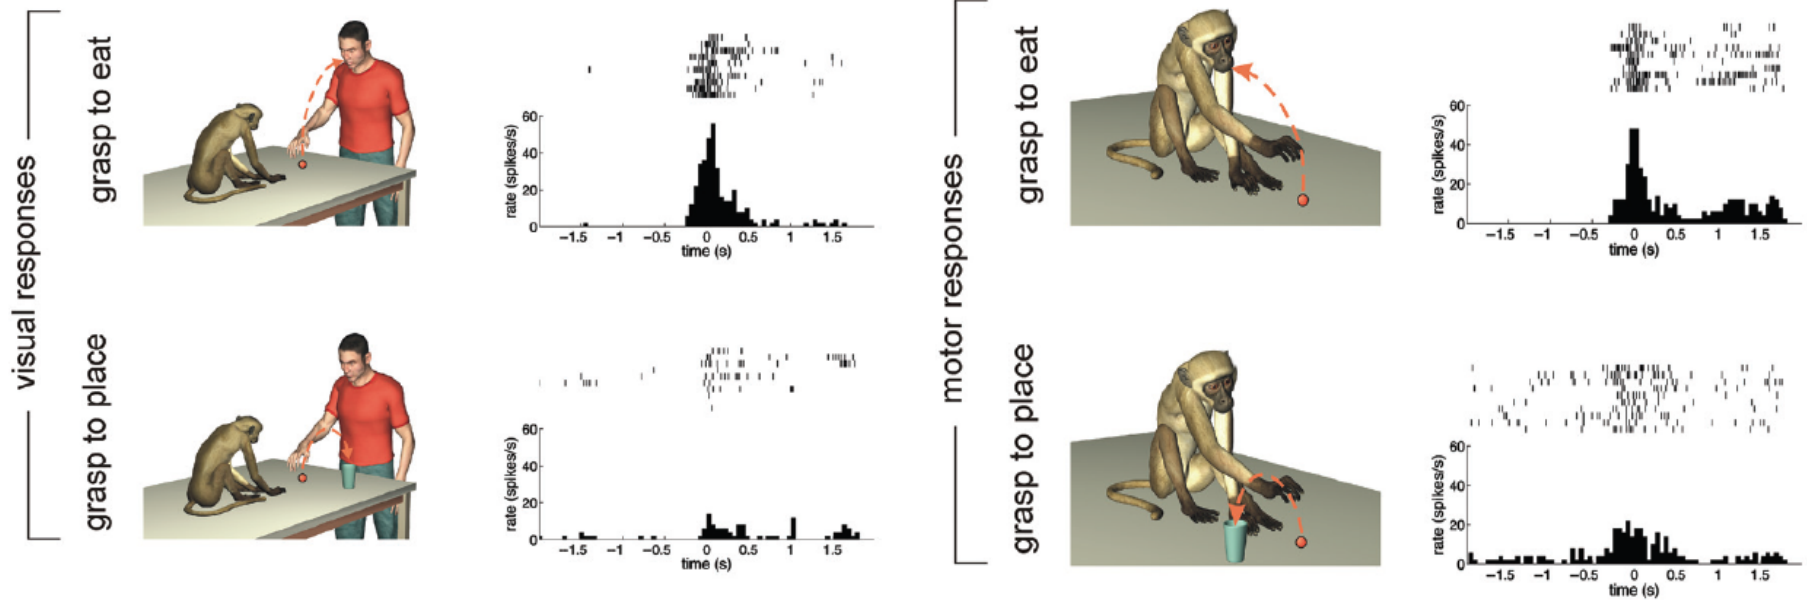 visual responses
grasp to eat
60
40
20
0
rate (spikes/s)
−1.5 −1 −0.5 0 0.5 1 1.5
time (s)
grasp to place
60
40
20
0
rate (spikes/s)
−1.5 −1 −0.5 0 0.5 1 1.5
time (s)
motor responses
grasp to eat
60
40
20
0
rate (spikes/s)
−1.5 −1 −0.5 0 0.5 1 1.5
time (s)
grasp to place
60
40
20
0
rate (spikes/s)
−1.5 −1 −0.5 0 0.5 1 1.5
time (s)